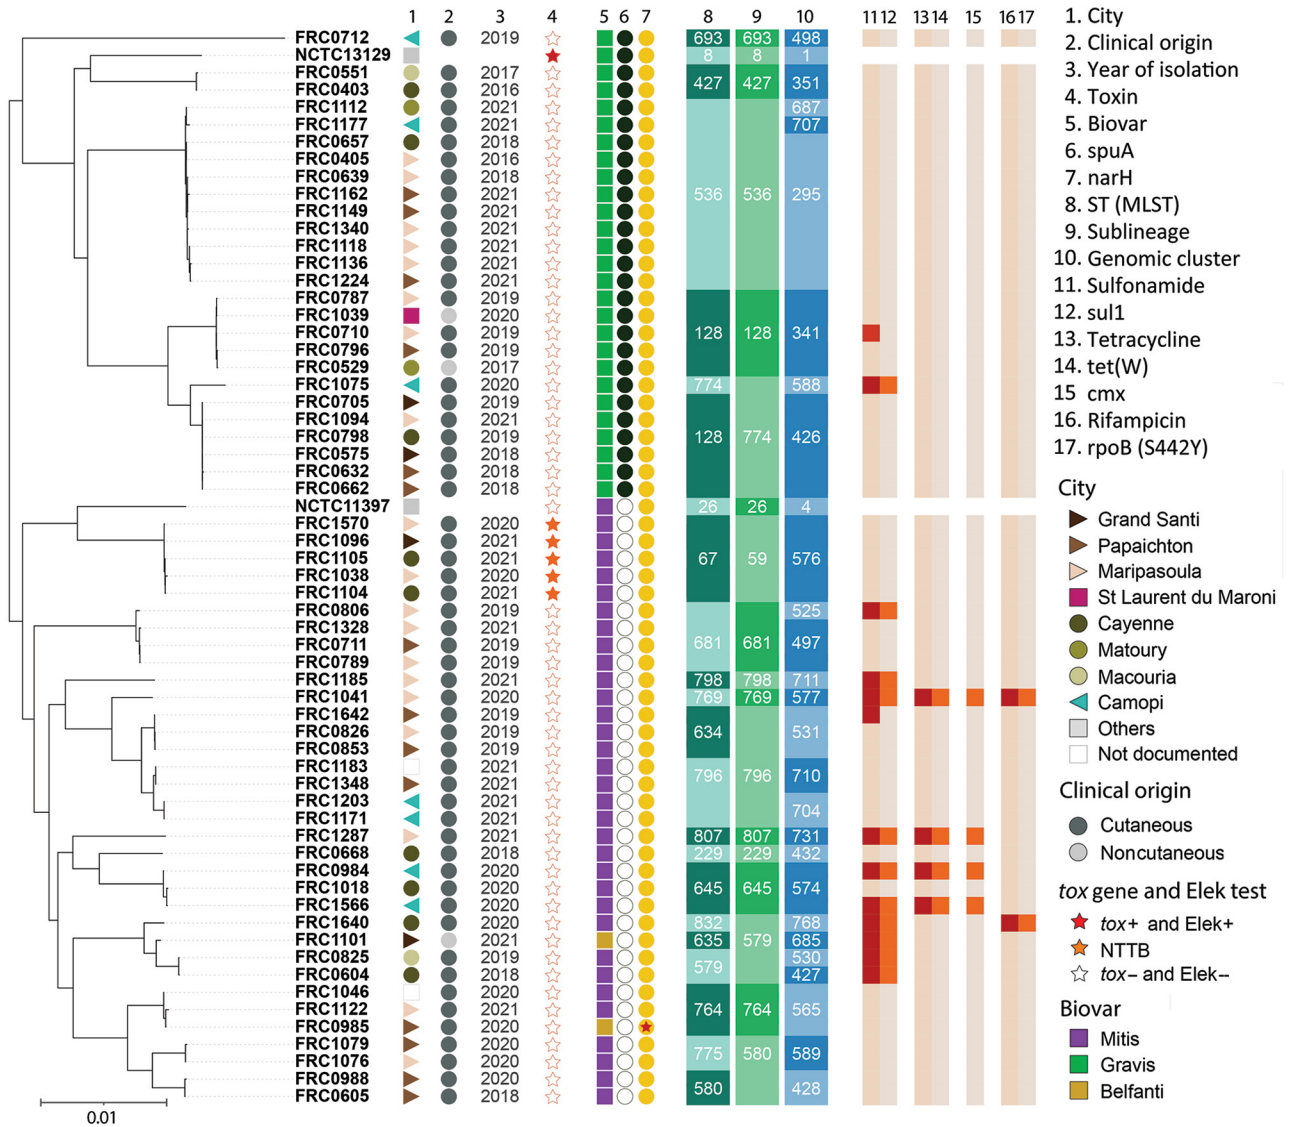 1 2 3 4 5 6 7 8 9 10 11 12 13 14 15 16 17
FRC0712 2019 693 693 498
NCTC13129 8 8 1
FRC0551 2017
FRC0403 2016 427 427 351
FRC1112 2021 687
FRC1177 2021 707
FRC0657 2018
FRC0405 2016
FRC0639 2018
FRC1162 2021 536 536 295
FRC1149 2021
FRC1340 2021
FRC1118 2021
FRC1136 2021
FRC1224 2021
FRC0787 2019
FRC1039 2020
FRC0710 2019 128 128 341
FRC0796 2019
FRC0529 2017
FRC1075 2020 774 588
FRC0705 2019
FRC1094 2021
FRC0798 2019 128 774 426
FRC0575 2018
FRC0632 2018
FRC0662 2018
NCTC11397 26 26 4
FRC1570 2020
FRC1096 2021
FRC1105 2021 67 59 576
FRC1038 2020
FRC1104 2021
FRC0806 2019 525
FRC1328 2021
FRC0711 2019 681 681 497
FRC0789 2019
FRC1185 2021 798 798 711
FRC1041 2020 769 769 577
FRC1642 2019
FRC0826 2019 634 531
FRC0853 2019
FRC1183 2021
FRC1348 2021 796 796 710
FRC1203 2021
FRC1171 2021 704
FRC1287 2021 807 807 731
FRC0668 2018 229 229 432
FRC0984 2020
FRC1018 2020 645 645 574
FRC1566 2020
FRC1640 2020 832 768
FRC1101 2021 635 579 685
FRC0825 2019 530
FRC0604 2018 579 427
FRC1046 2020
FRC1122 2021 764 764 565
FRC0985 2020
FRC1079 2020
FRC1076 2020 775 580 589
FRC0988 2020
FRC0605 2018 580 428
0.01
1. City
2. Clinical origin
3. Year of isolation
4. Toxin
5. Biovar
6. spuA
7. narH
8. ST (MLST)
9. Sublineage
10. Genomic cluster
11. Sulfonamide
12. sul1
13. Tetracycline
14. tet(W)
15 cmx
16. Rifampicin
17. rpoB (S442Y)
City
Grand Santi
Papaichton
Maripasoula
St Laurent du Maroni
Cayenne
Matoury
Macouria
Camopi
Others
Not documented
Clinical origin
Cutaneous
Noncutaneous
tox gene and Elek test
tox+ and Elek+
NTTB
tox– and Elek--
Biovar
Mitis
Gravis
Belfanti